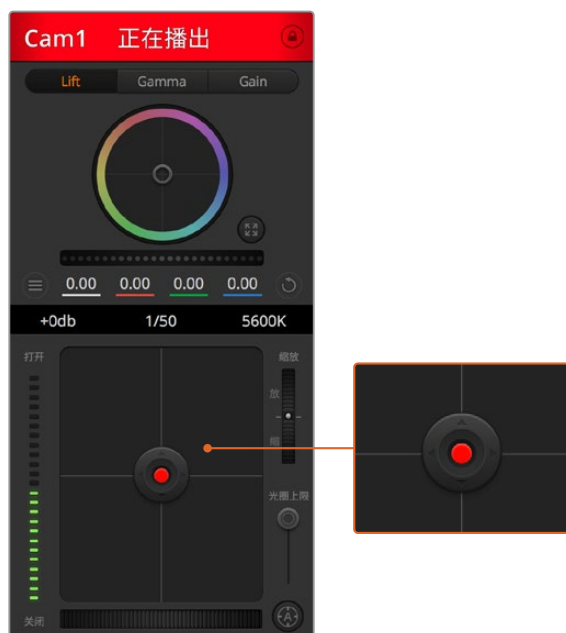 Cam1 正在播出
Lift Gamma Gain
0.00 0.00 0.00 0.00
+0db 1/50 5600K
打开 缩放
放
缩
光圈上限
关闭 A